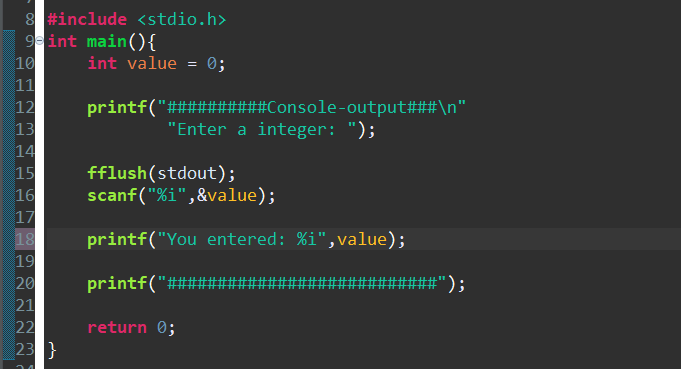 8 #include <stdio.h>
9 int main(){
10     int value = 0;
11
12     printf("##########Console-output###\n"
13             "Enter a integer: ");
14
15     fflush(stdout);
16     scanf("%i",&value);
17
18     printf("You entered: %i",value);
19
20     printf("###########################");
21
22     return 0;
23 }